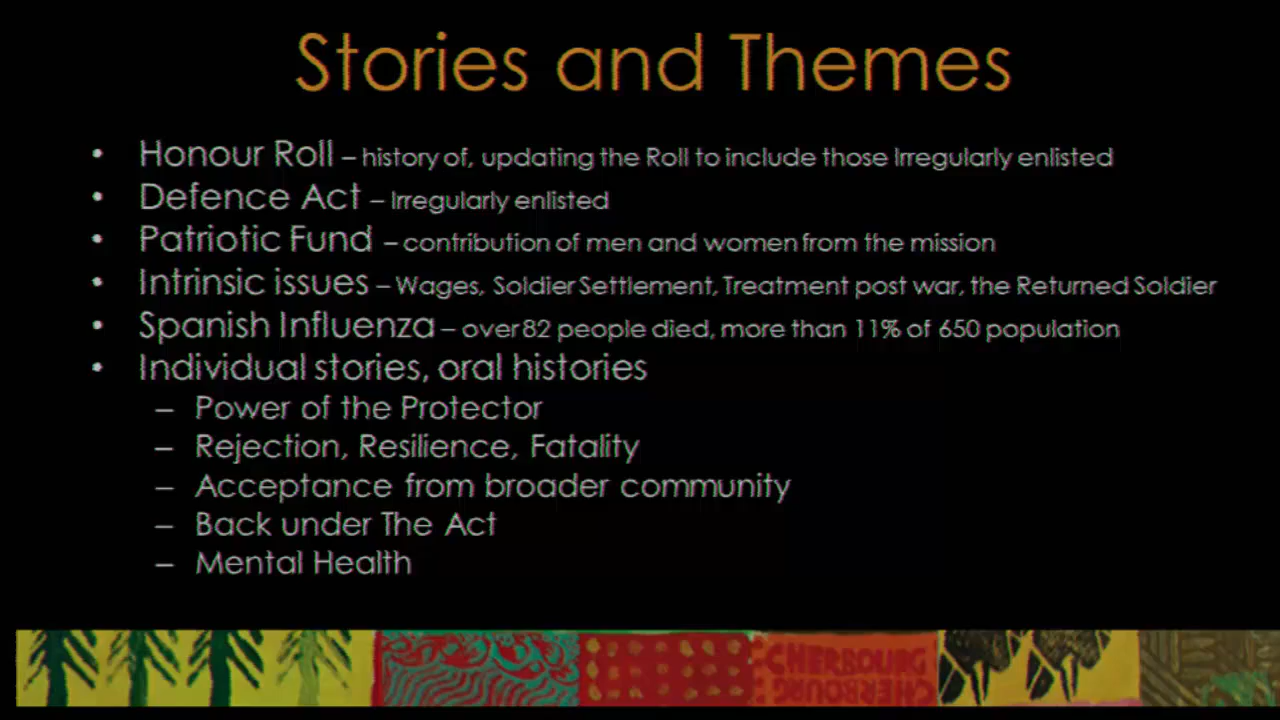 Stories and Themes
• Honour Roll – history of, updating the Roll to include those Irregularly enlisted
• Defence Act – Irregularly enlisted
• Patriotic Fund – contribution of men and women from the mission
• Intrinsic issues – Wages, Soldier Settlement, Treatment post war, the Returned Soldier
• Spanish Influenza – over 82 people died, more than 11% of 650 population
• Individual stories, oral histories
– Power of the Protector
– Rejection, Resilience, Fatality
– Acceptance from broader community
– Back under The Act
– Mental Health
CHERBOURG
CHERBOURG